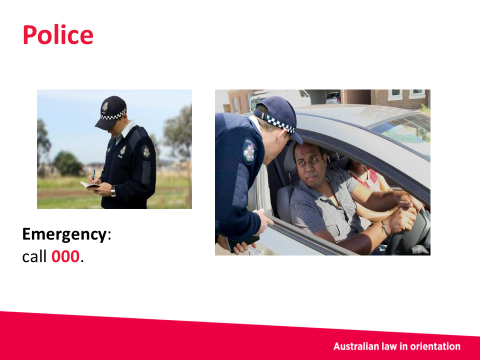 Police
Emergency:
call 000.
Australian law in orientation